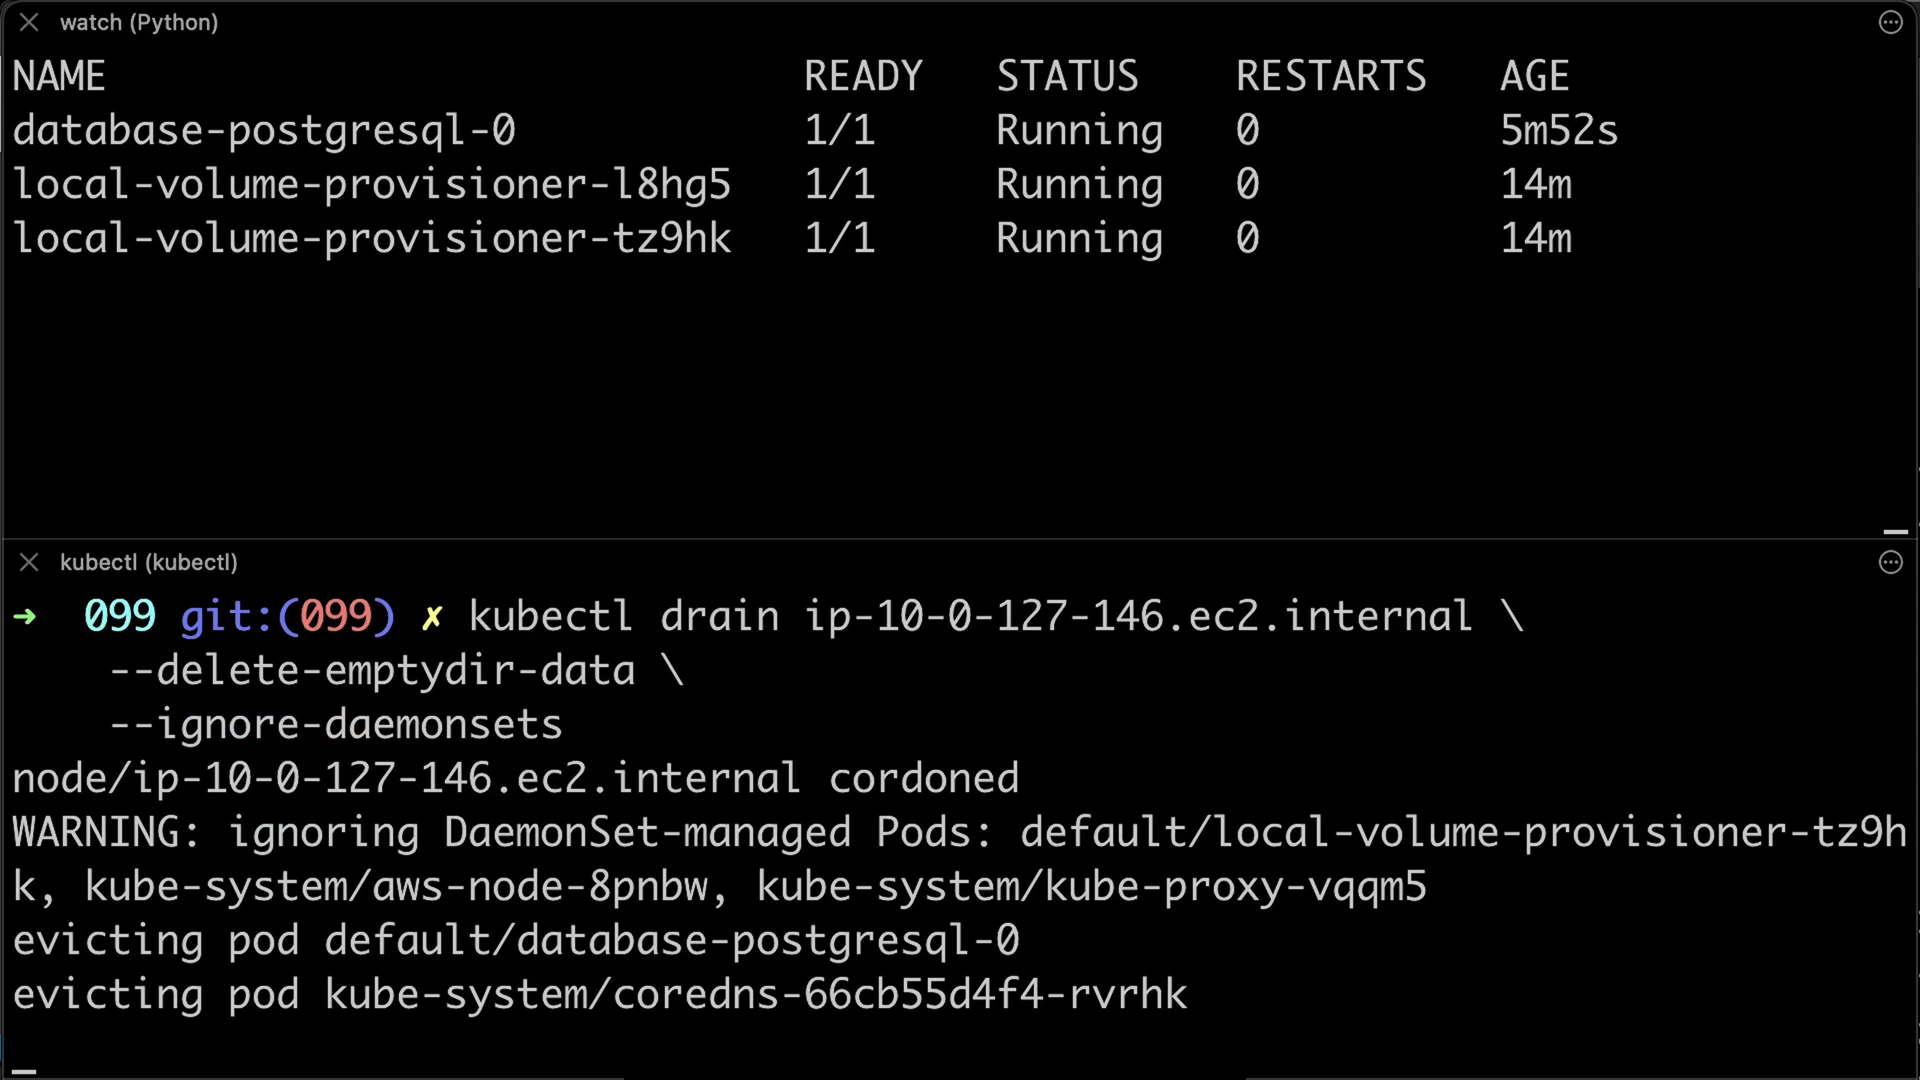 watch (Python)
NAME READY STATUS RESTARTS AGE
database-postgresql-0 1/1 Running 0 5m52s
local-volume-provisioner-l8hg5 1/1 Running 0 14m
local-volume-provisioner-tz9hk 1/1 Running 0 14m
kubectl (kubectl)
→ 099 git:(099) ✗ kubectl drain ip-10-0-127-146.ec2.internal \
--delete-emptydir-data \
--ignore-daemonsets
node/ip-10-0-127-146.ec2.internal cordoned
WARNING: ignoring DaemonSet-managed Pods: default/local-volume-provisioner-tz9h
k, kube-system/aws-node-8pnbw, kube-system/kube-proxy-vqqm5
evicting pod default/database-postgresql-0
evicting pod kube-system/coredns-66cb55d4f4-rvrhk